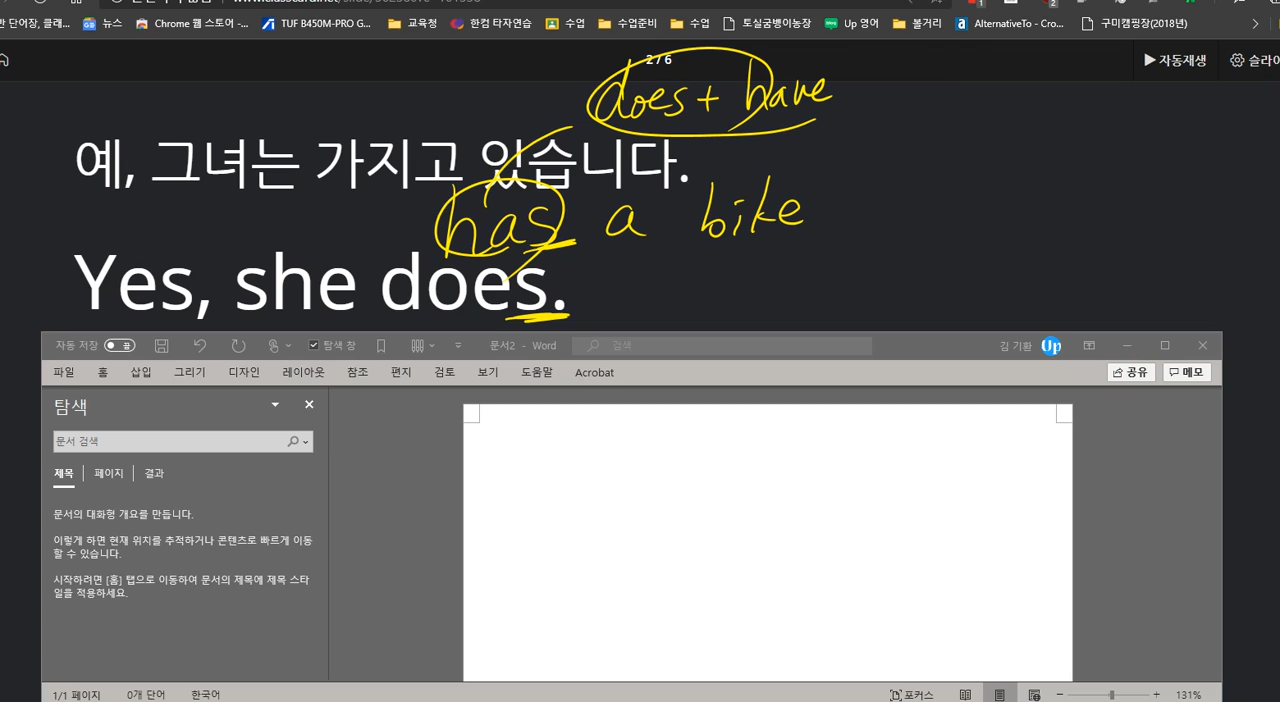 뉴스 Chrome 웹 스토어 -... TUF B450M-PRO G... 교육청 한컴 타자연습 수업 수업준비 수업 토실굼뱅이농장 Up 영어 볼거리 AlternativeTo - Cro... 구미캠핑장(2018년)
2 / 6 자동재생
does + have
예, 그녀는 가지고 있습니다.
has a bike
Yes, she does.
자동 저장 탐색 창 문서2 - Word 검색 김 기환 Up
파일 홈 삽입 그리기 디자인 레이아웃 참조 편지 검토 보기 도움말 Acrobat 공유 메모
탐색
문서 검색
제목 페이지 결과
문서의 대화형 개요를 만듭니다.
이렇게 하면 현재 위치를 추적하거나 콘텐츠로 빠르게 이동
할 수 있습니다.
시작하려면 [홈] 탭으로 이동하여 문서의 제목에 제목 스타
일을 적용하세요.
1/1 페이지 0개 단어 한국어 포커스 131%